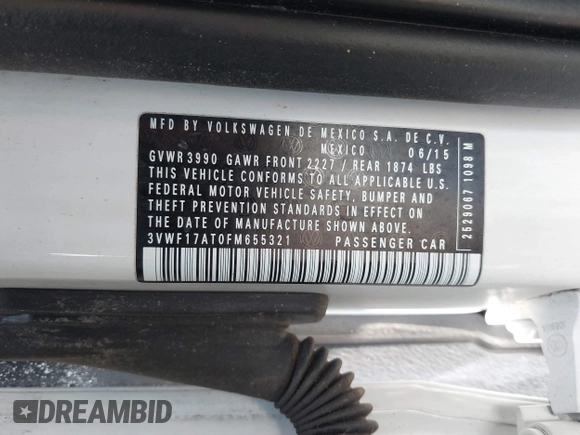 MFD BY VOLKSWAGEN DE MEXICO S.A. DE C.V.
MEXICO 06/15
GVWR 3990 GAWR FRONT 2227 / REAR 1874 LBS
THIS VEHICLE CONFORMS TO ALL APPLICABLE U.S.
FEDERAL MOTOR VEHICLE SAFETY, BUMPER AND
THEFT PREVENTION STANDARDS IN EFFECT ON
THE DATE OF MANUFACTURE SHOWN ABOVE.
3VWF17AT0FM655321 PASSENGER CAR
2529067 1098 M
DREAMBID